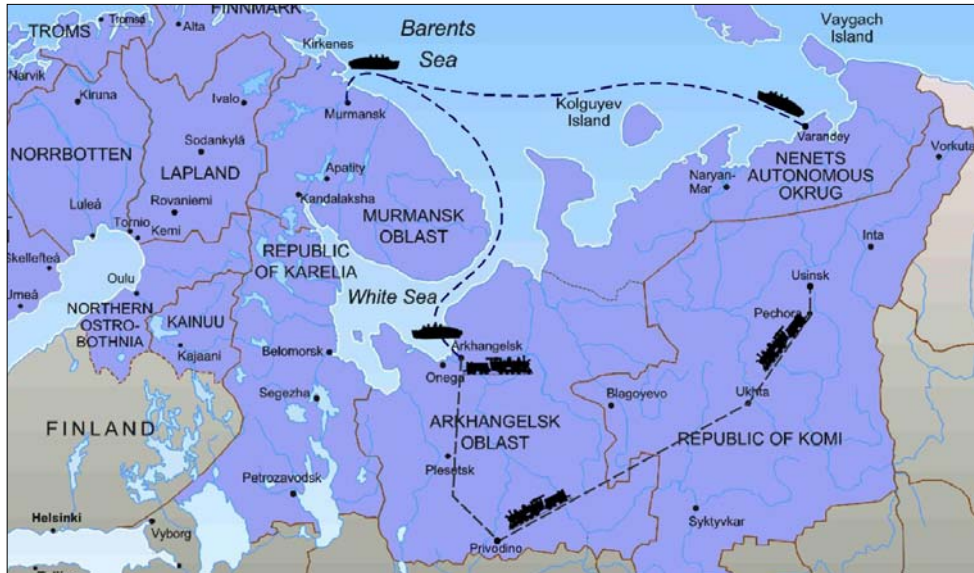 FINNMARK
Tromsø
TROMS
Alta
Kirkenes
Barents
Sea
Vaygach
Island
Narvik
Kiruna
Ivalo
Murmansk
Kolguyev
Island
Varandey
Vorkuta
NORRBOTTEN
Sodankylä
LAPLAND
Apatity
Kandalaksha
Naryan-
Mar
NENETS
AUTONOMOUS
OKRUG
Luleå
Rovaniemi
Tornio
Kemi
MURMANSK
OBLAST
Inta
Skellefteå
REPUBLIC
OF KARELIA
Oulu
Usinsk
Umeå
White Sea
NORTHERN
OSTRO-
BOTHNIA
KAINUU
Pechora
Kajaani
Belomorsk
Arkhangelsk
Onega
Segezha
Blagoyevo
Ukhta
FINLAND
ARKHANGELSK
OBLAST
REPUBLIC OF KOMI
Plesetsk
Petrozavodsk
Helsinki
Vyborg
Syktyvkar
Privodino